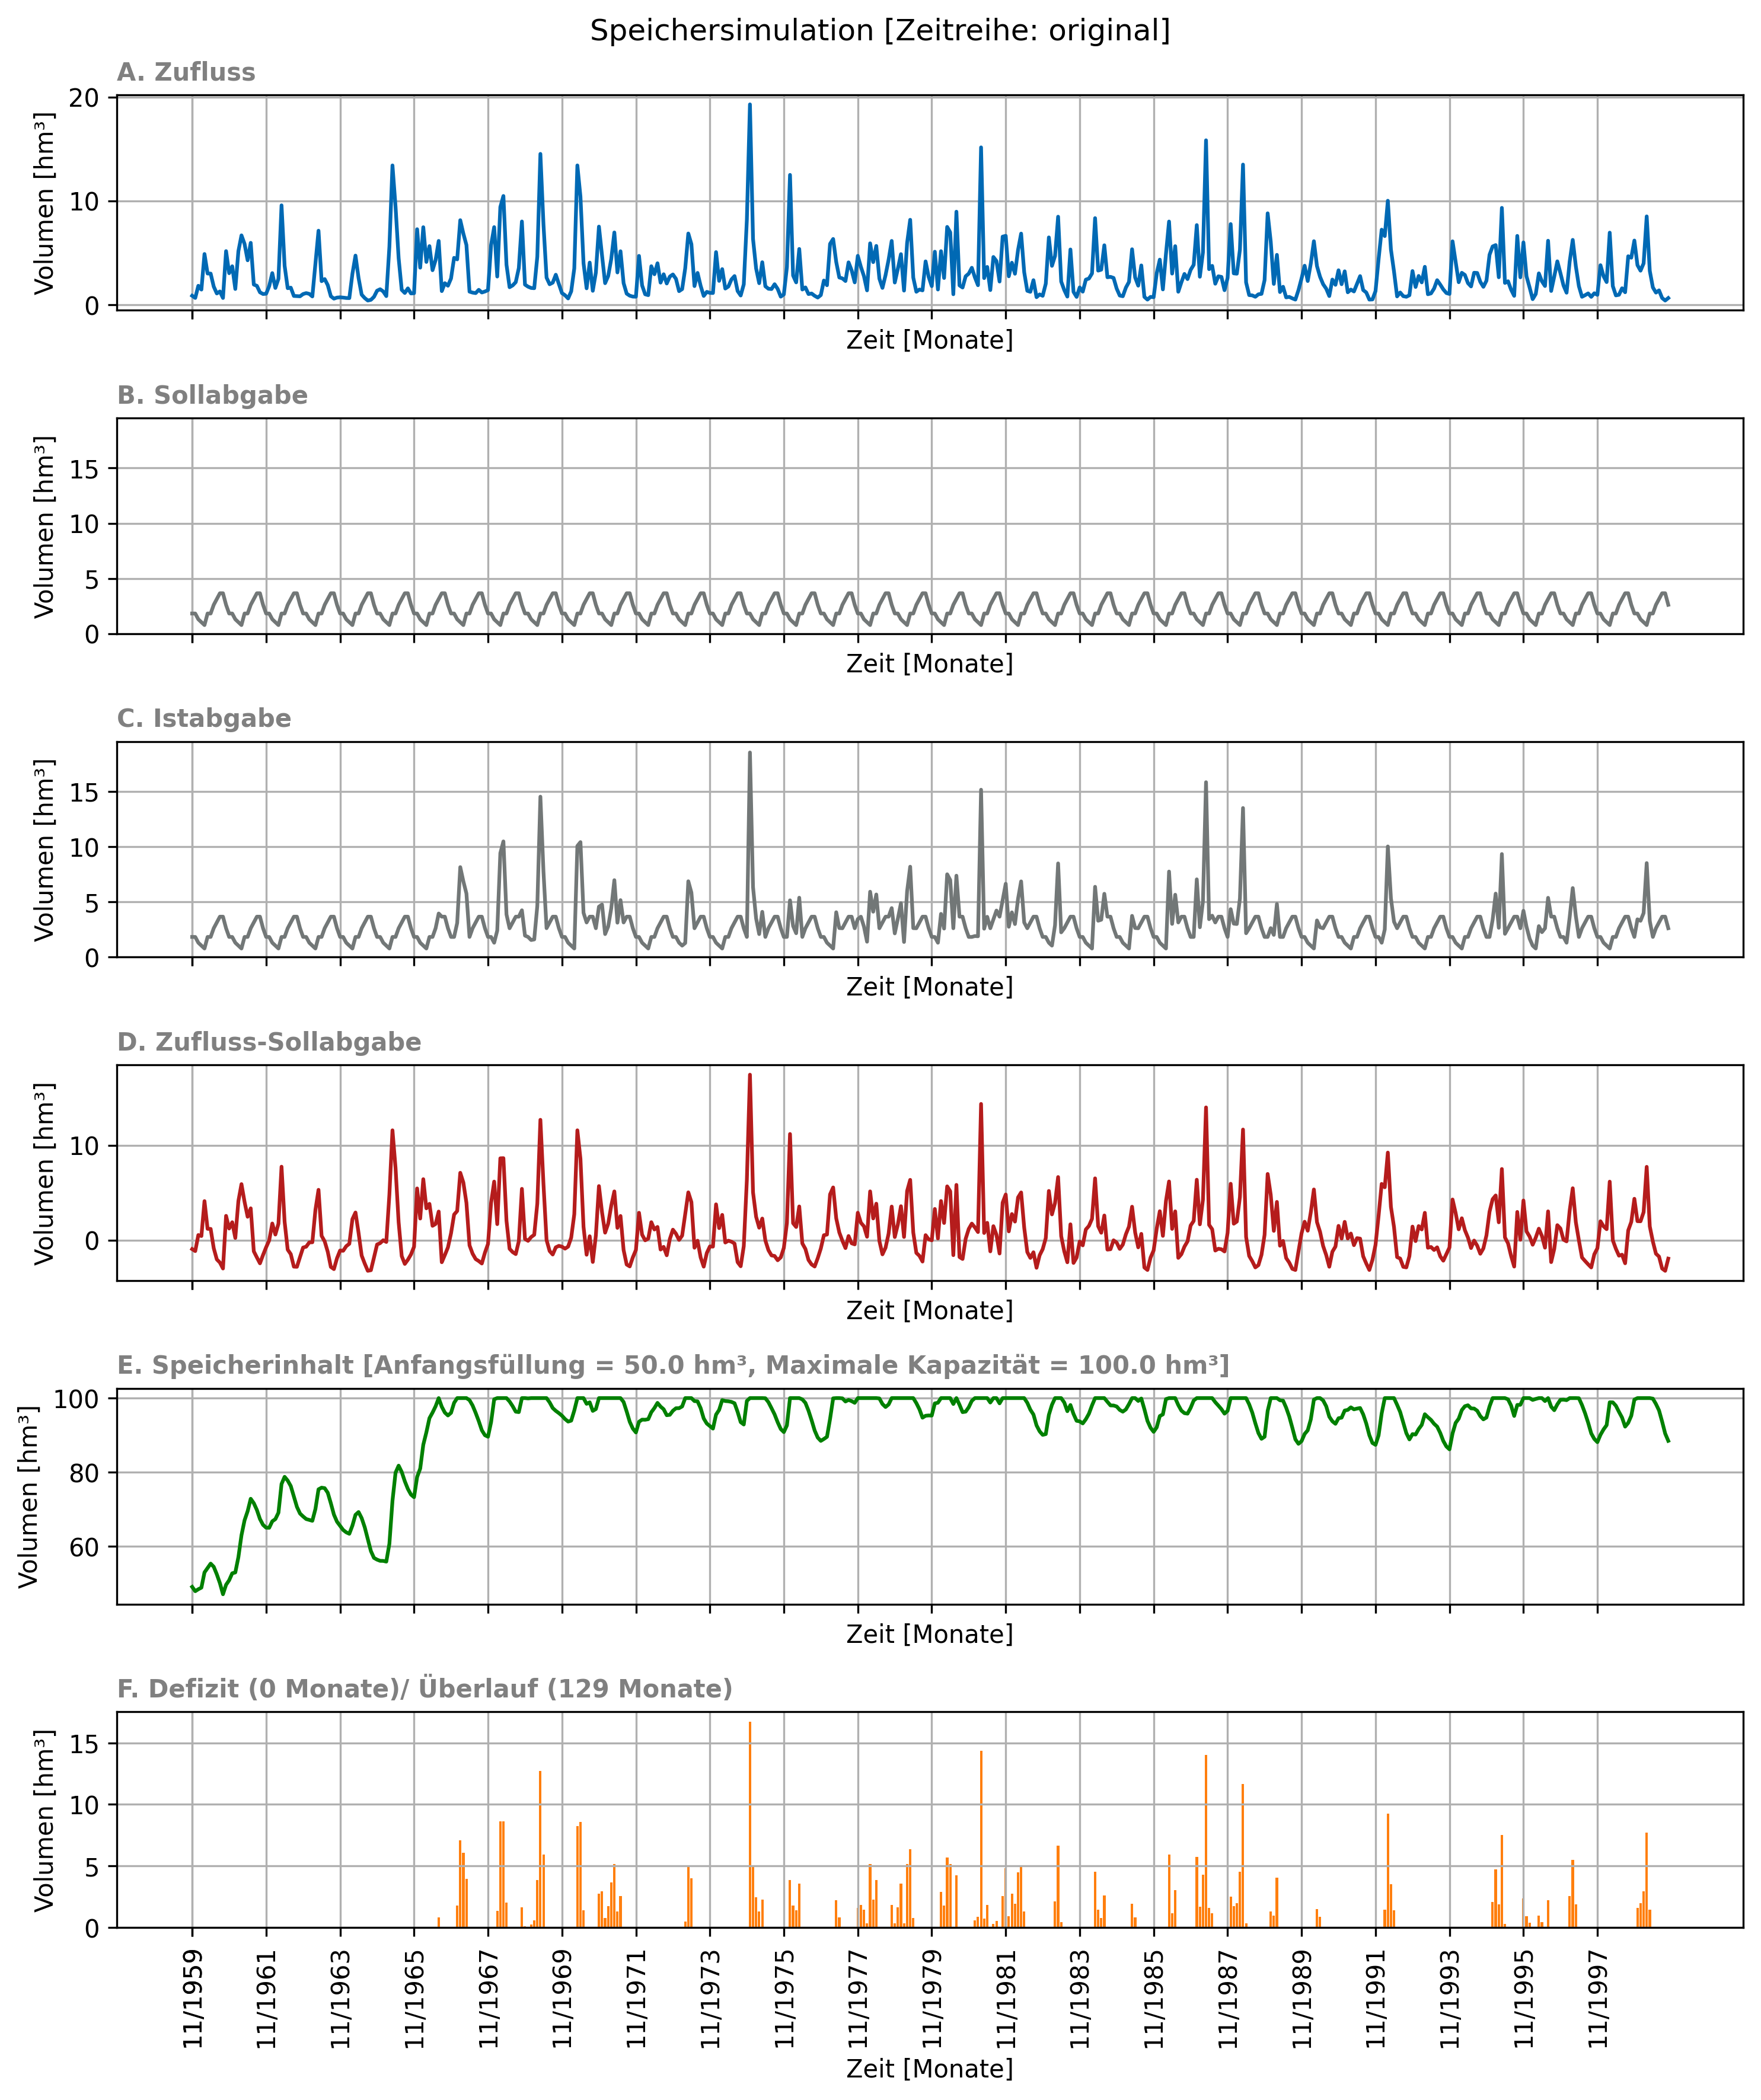 Speichersimulation [Zeitreihe: original]
A. Zufluss
Volumen [hm³]
20
10
0
Zeit [Monate]
B. Sollabgabe
Volumen [hm³]
15
10
5
0
Zeit [Monate]
C. Istabgabe
Volumen [hm³]
15
10
5
0
Zeit [Monate]
D. Zufluss-Sollabgabe
Volumen [hm³]
10
0
Zeit [Monate]
E. Speicherinhalt [Anfangsfüllung = 50.0 hm³, Maximale Kapazität = 100.0 hm³]
Volumen [hm³]
100
80
60
Zeit [Monate]
F. Defizit (0 Monate)/ Überlauf (129 Monate)
Volumen [hm³]
15
10
5
0
11/1959
11/1961
11/1963
11/1965
11/1967
11/1969
11/1971
11/1973
11/1975
11/1977
11/1979
11/1981
11/1983
11/1985
11/1987
11/1989
11/1991
11/1993
11/1995
11/1997
Zeit [Monate]